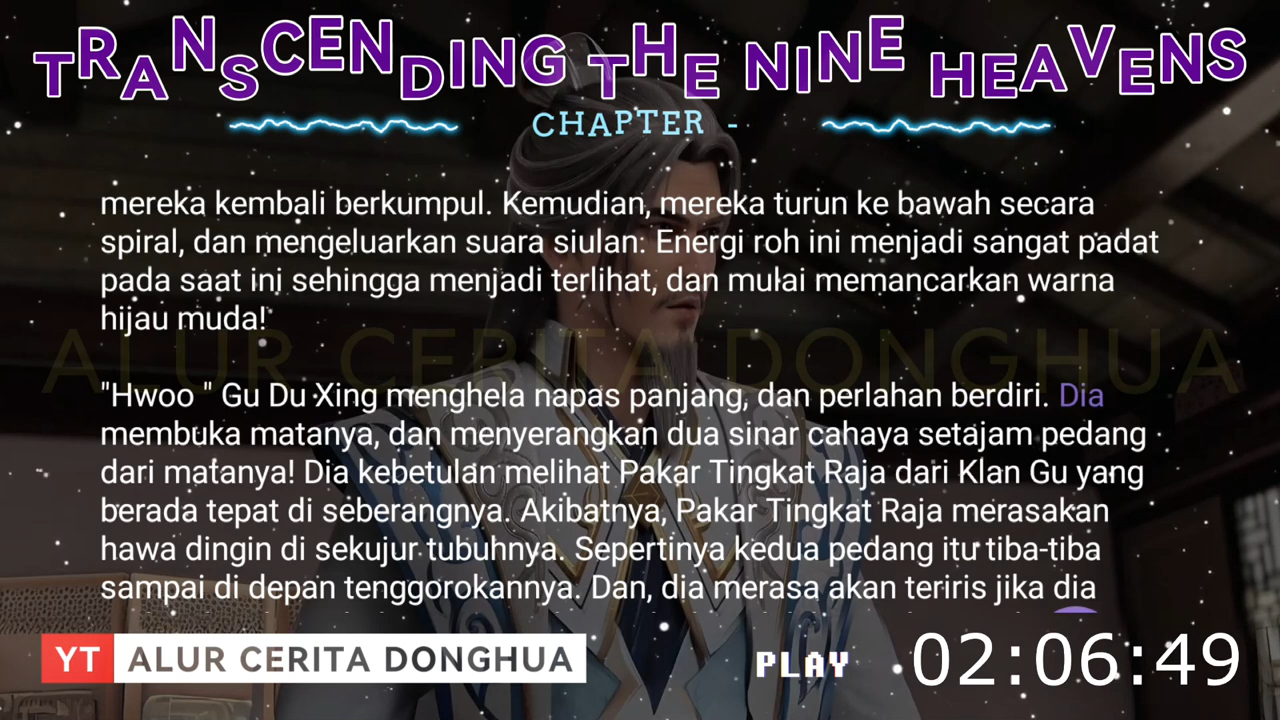 TRANSCENDING THE NINE HEAVENS
CHAPTER -
mereka kembali berkumpul. Kemudian, mereka turun ke bawah secara
spiral, dan mengeluarkan suara siulan: Energi roh ini menjadi sangat padat
pada saat ini sehingga menjadi terlihat, dan mulai memancarkan warna
hijau muda!
ALUR CERITA DONGHUA
"Hwoo " Gu Du Xing menghela napas panjang, dan perlahan berdiri. Dia
membuka matanya, dan menyerangkan dua sinar cahaya setajam pedang
dari matanya! Dia kebetulan melihat Pakar Tingkat Raja dari Klan Gu yang
berada tepat di seberangnya. Akibatnya, Pakar Tingkat Raja merasakan
hawa dingin di sekujur tubuhnya. Sepertinya kedua pedang itu tiba-tiba
sampai di depan tenggorokannya. Dan, dia merasa akan teriris jika dia
YT ALUR CERITA DONGHUA
PLAY 02:06:49